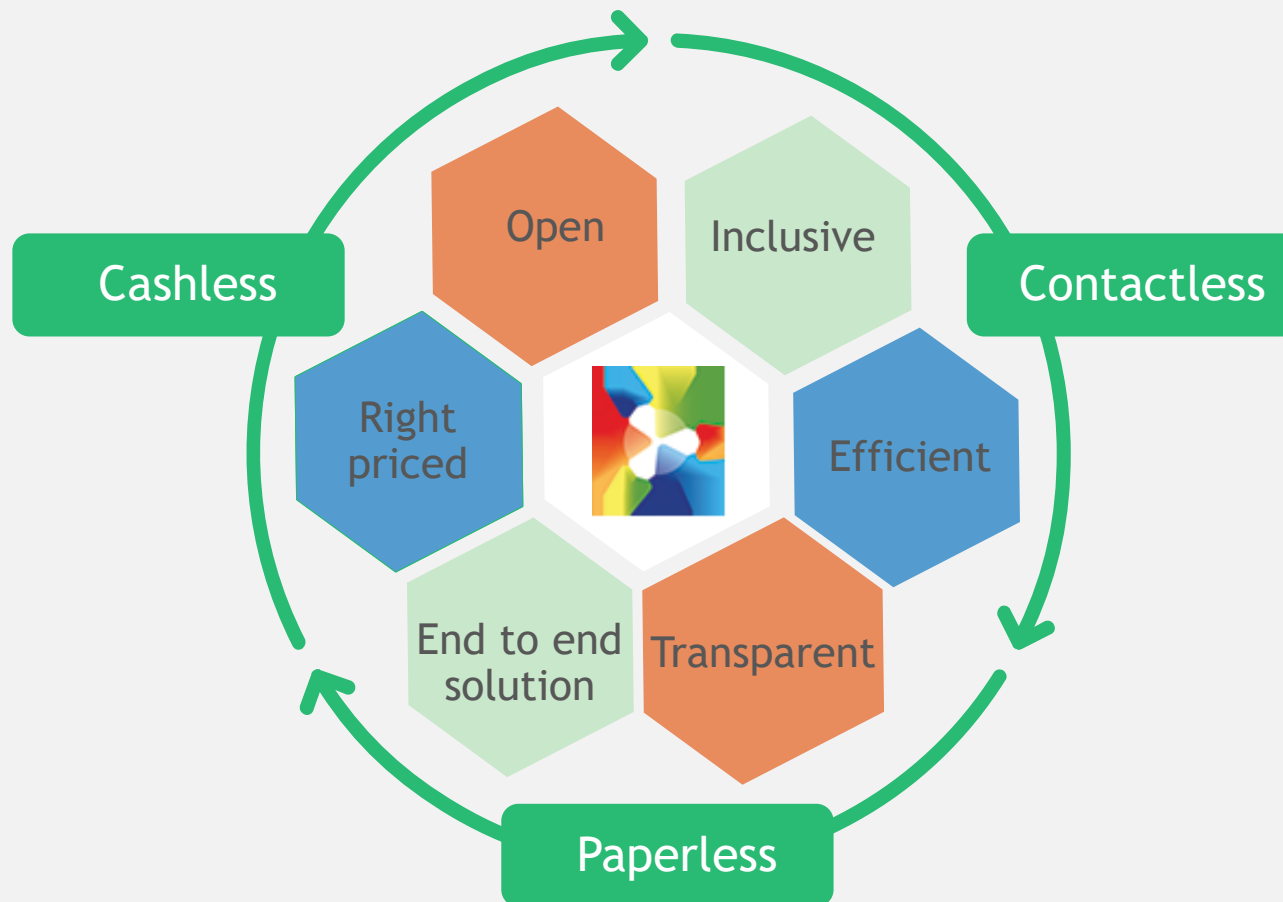 Open
Inclusive
Cashless
Contactless
Right
priced
Efficient
End to end
solution
Transparent
Paperless